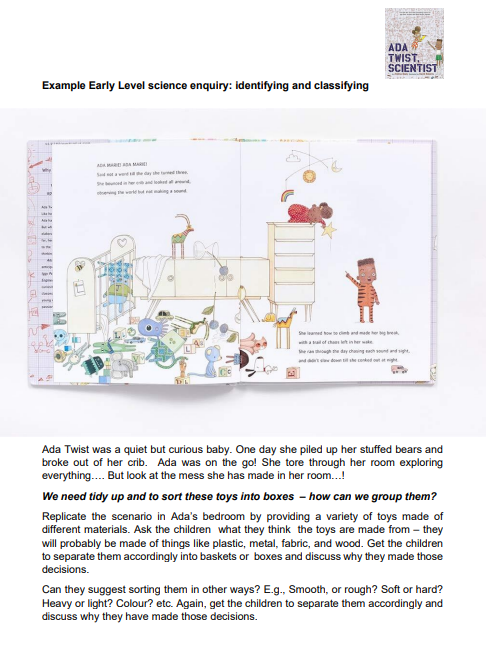 ADA
TWIST,
SCIENTIST
Example Early Level science enquiry: identifying and classifying
ADA MARIE! ADA MARIE!
Said not a word till the day she turned three.
She bounced in her crib and looked all around,
observing the world but not making a sound.
She learned how to climb and made her big break,
with a trail of chaos left in her wake.
She ran through the day chasing each sound and sight,
and didn't slow down till she conked out at night.
Ada Twist was a quiet but curious baby. One day she piled up her stuffed bears and
broke out of her crib. Ada was on the go! She tore through her room exploring
everything…. But look at the mess she has made in her room…!
We need tidy up and to sort these toys into boxes – how can we group them?
Replicate the scenario in Ada's bedroom by providing a variety of toys made of
different materials. Ask the children what they think the toys are made from – they
will probably be made of things like plastic, metal, fabric, and wood. Get the children
to separate them accordingly into baskets or boxes and discuss why they made those
decisions.
Can they suggest sorting them in other ways? E.g., Smooth, or rough? Soft or hard?
Heavy or light? Colour? etc. Again, get the children to separate them accordingly and
discuss why they have made those decisions.